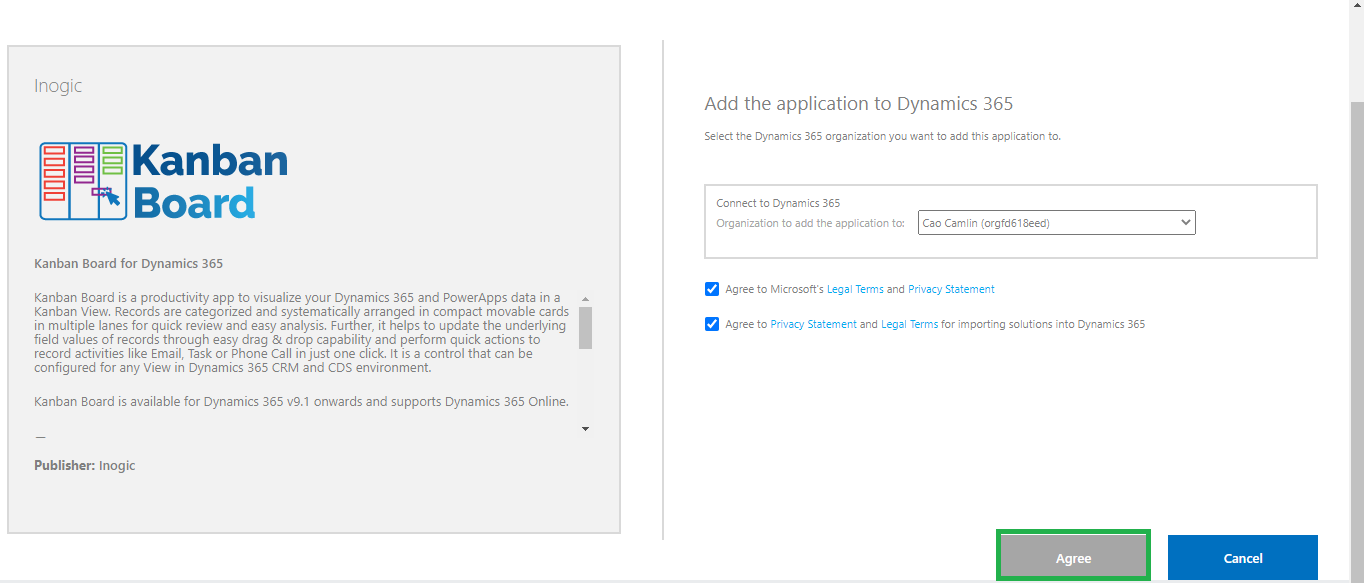 Inogic
Kanban
Board
Kanban Board for Dynamics 365
Kanban Board is a productivity app to visualize your Dynamics 365 and PowerApps data in a
Kanban View. Records are categorized and systematically arranged in compact movable cards
in multiple lanes for quick review and easy analysis. Further, it helps to update the underlying
field values of records through easy drag & drop capability and perform quick actions to
record activities like Email, Task or Phone Call in just one click. It is a control that can be
configured for any View in Dynamics 365 CRM and CDS environment.
Kanban Board is available for Dynamics 365 v9.1 onwards and supports Dynamics 365 Online.
Publisher: Inogic
Add the application to Dynamics 365
Select the Dynamics 365 organization you want to add this application to.
Connect to Dynamics 365
Organization to add the application to: Cao Camlin (orgfd618eed)
Agree to Microsoft's Legal Terms and Privacy Statement
Agree to Privacy Statement and Legal Terms for importing solutions into Dynamics 365
Agree Cancel